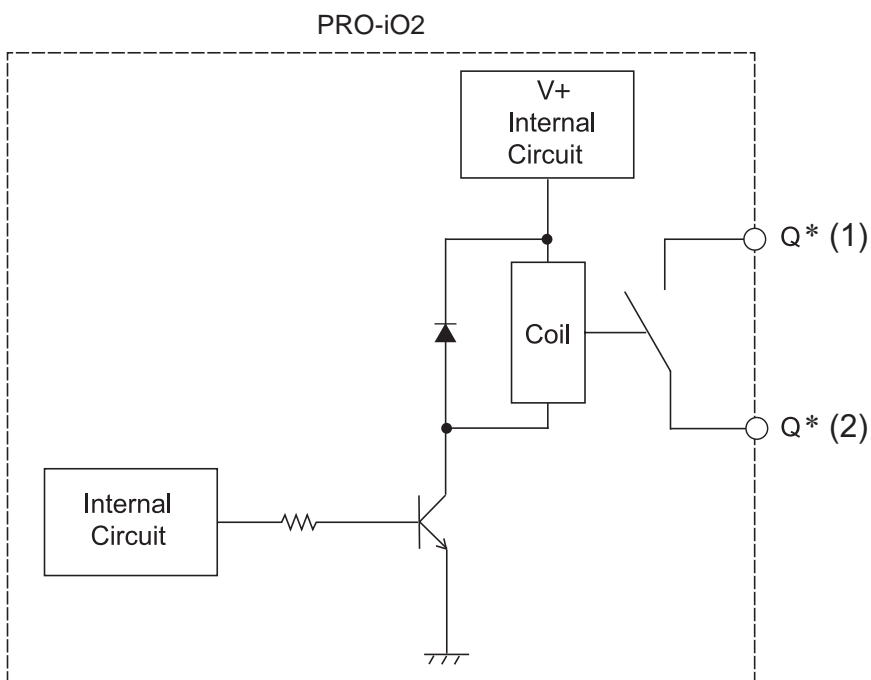 PRO-iO2
V+
Internal
Circuit
Q* (1)
Coil
Q* (2)
Internal
Circuit